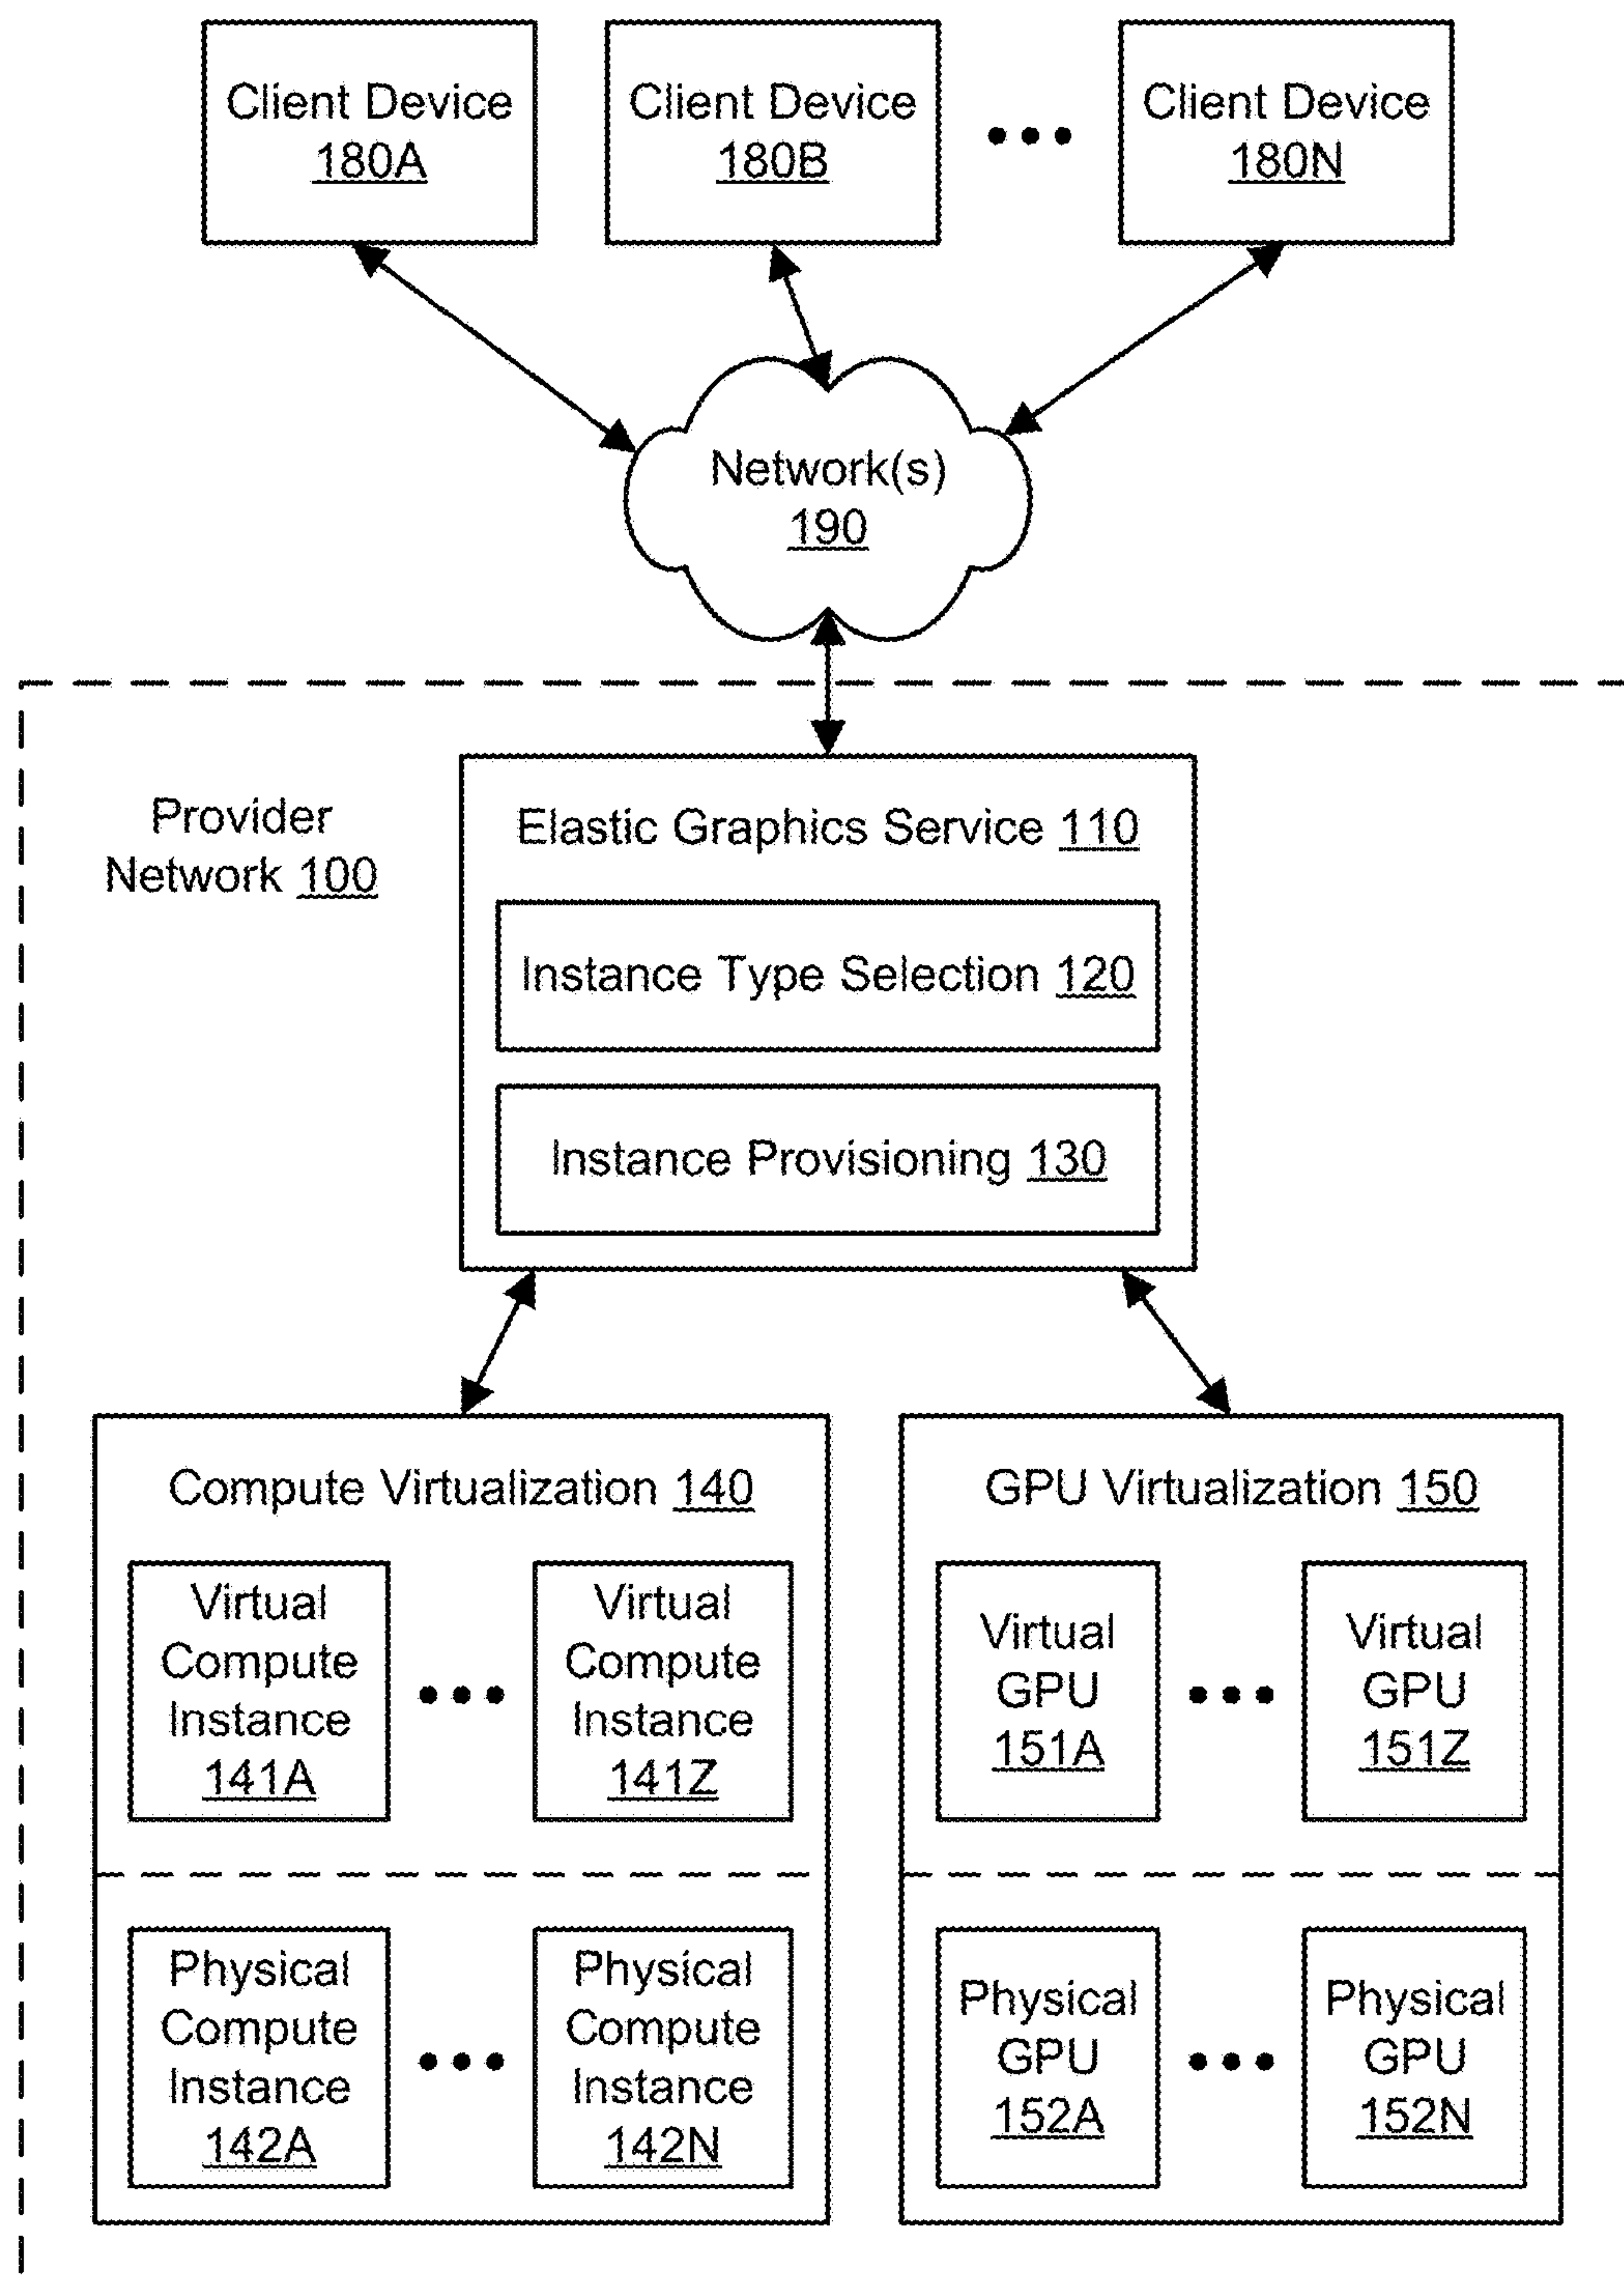 Client Device
180A
Client Device
180B
Client Device
180N
Network(s)
190
Provider
Network 100
Elastic Graphics Service 110
Instance Type Selection 120
Instance Provisioning 130
Compute Virtualization 140
Virtual
Compute
Instance
141A
Virtual
Compute
Instance
141Z
Physical
Compute
Instance
142A
Physical
Compute
Instance
142N
GPU Virtualization 150
Virtual
GPU
151A
Virtual
GPU
151Z
Physical
GPU
152A
Physical
GPU
152N